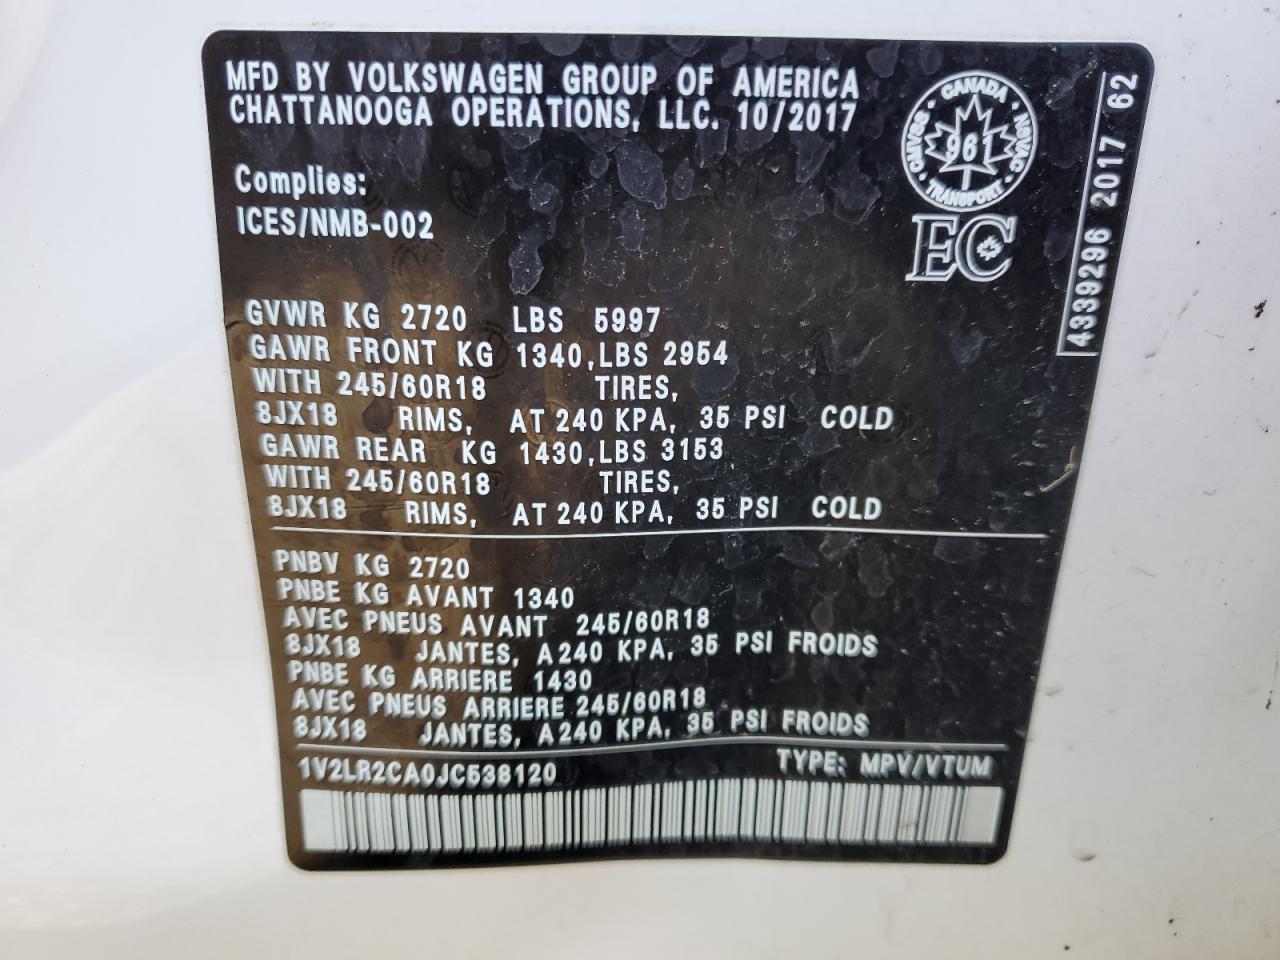 MFD BY VOLKSWAGEN GROUP OF AMERICA
CHATTANOOGA OPERATIONS, LLC. 10/2017
CANADA
CMVSS
961
NSVAC
TRANSPORT
EC
4339296 2017 62
Complies:
ICES/NMB-002
GVWR KG 2720 LBS 5997
GAWR FRONT KG 1340, LBS 2954
WITH 245/60R18 TIRES,
8JX18 RIMS, AT 240 KPA, 35 PSI COLD
GAWR REAR KG 1430, LBS 3153
WITH 245/60R18 TIRES,
8JX18 RIMS, AT 240 KPA, 35 PSI COLD
PNBV KG 2720
PNBE KG AVANT 1340
AVEC PNEUS AVANT 245/60R18
8JX18 JANTES, A 240 KPA, 35 PSI FROIDS
PNBE KG ARRIERE 1430
AVEC PNEUS ARRIERE 245/60R18
8JX18 JANTES, A 240 KPA, 35 PSI FROIDS
1V2LR2CA0JC538120 TYPE: MPV/VTUM